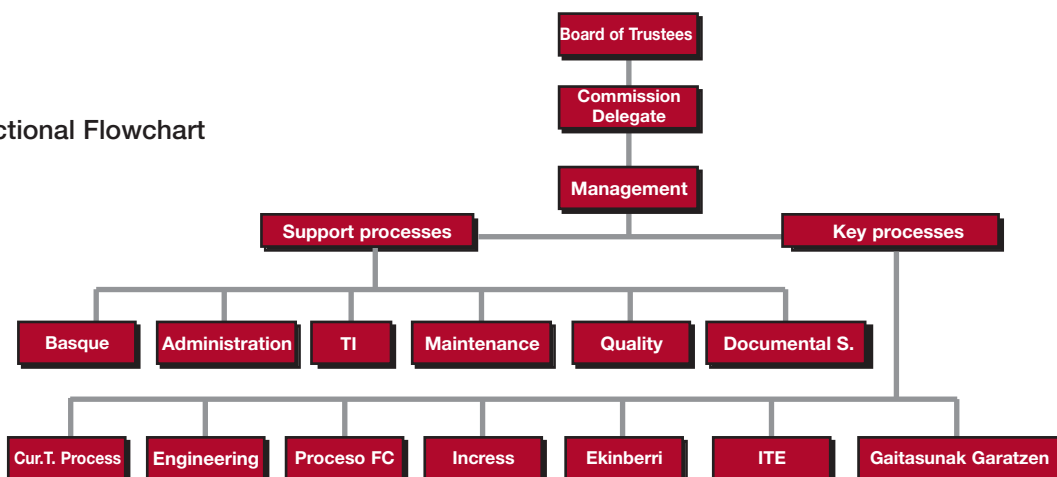 Board of Trustees
Commission
Delegate
ctional Flowchart
Management
Support processes
Key processes
Basque
Administration
TI
Maintenance
Quality
Documental S.
Cur.T. Process
Engineering
Proceso FC
Incress
Ekinberri
ITE
Gaitasunak Garatzen